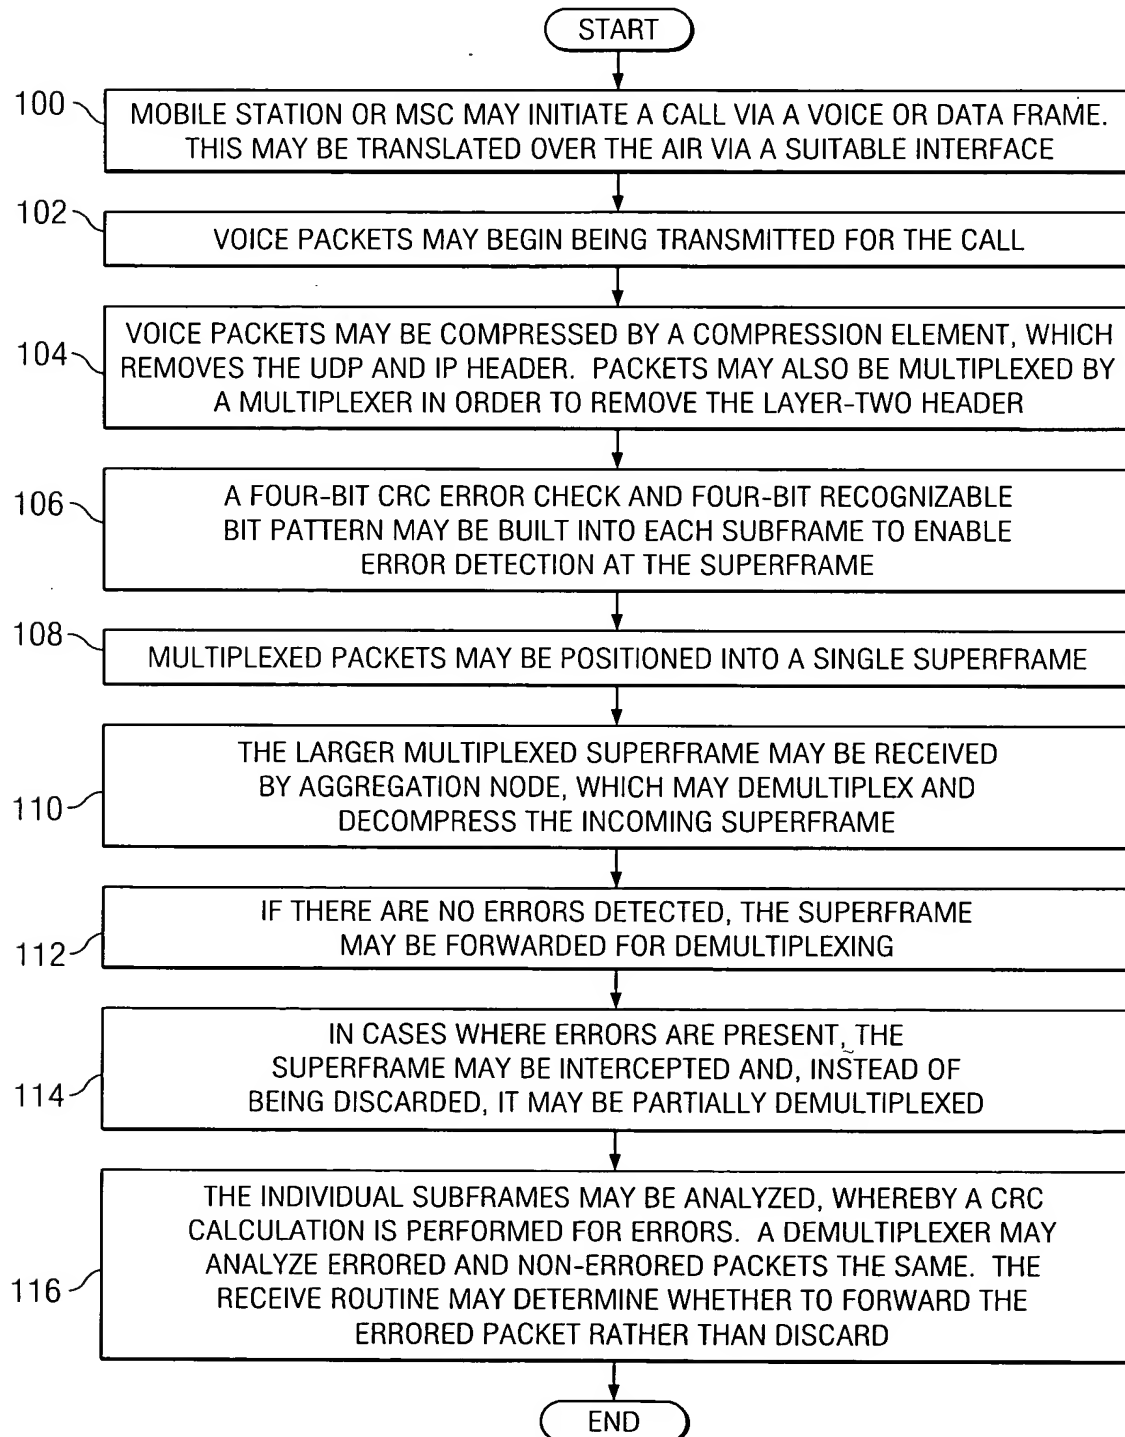 START
100
MOBILE STATION OR MSC MAY INITIATE A CALL VIA A VOICE OR DATA FRAME.
THIS MAY BE TRANSLATED OVER THE AIR VIA A SUITABLE INTERFACE
102
VOICE PACKETS MAY BEGIN BEING TRANSMITTED FOR THE CALL
104
VOICE PACKETS MAY BE COMPRESSED BY A COMPRESSION ELEMENT, WHICH
REMOVES THE UDP AND IP HEADER. PACKETS MAY ALSO BE MULTIPLEXED BY
A MULTIPLEXER IN ORDER TO REMOVE THE LAYER-TWO HEADER
106
A FOUR-BIT CRC ERROR CHECK AND FOUR-BIT RECOGNIZABLE
BIT PATTERN MAY BE BUILT INTO EACH SUBFRAME TO ENABLE
ERROR DETECTION AT THE SUPERFRAME
108
MULTIPLEXED PACKETS MAY BE POSITIONED INTO A SINGLE SUPERFRAME
110
THE LARGER MULTIPLEXED SUPERFRAME MAY BE RECEIVED
BY AGGREGATION NODE, WHICH MAY DEMULTIPLEX AND
DECOMPRESS THE INCOMING SUPERFRAME
112
IF THERE ARE NO ERRORS DETECTED, THE SUPERFRAME
MAY BE FORWARDED FOR DEMULTIPLEXING
114
IN CASES WHERE ERRORS ARE PRESENT, THE
SUPERFRAME MAY BE INTERCEPTED AND, INSTEAD OF
BEING DISCARDED, IT MAY BE PARTIALLY DEMULTIPLEXED
116
THE INDIVIDUAL SUBFRAMES MAY BE ANALYZED, WHEREBY A CRC
CALCULATION IS PERFORMED FOR ERRORS. A DEMULTIPLEXER MAY
ANALYZE ERRORED AND NON-ERRORED PACKETS THE SAME. THE
RECEIVE ROUTINE MAY DETERMINE WHETHER TO FORWARD THE
ERRORED PACKET RATHER THAN DISCARD
END